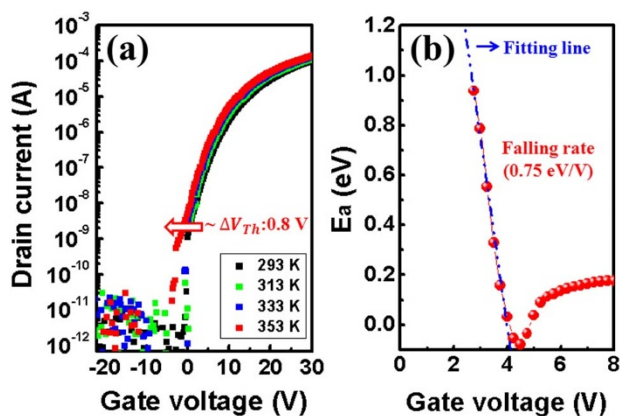 (a)
Drain current (A)
10⁻³
10⁻⁴
10⁻⁵
10⁻⁶
10⁻⁷
10⁻⁸
10⁻⁹
10⁻¹⁰
10⁻¹¹
10⁻¹²
~ ΔV_Th:0.8 V
293 K
313 K
333 K
353 K
-20 -10 0 10 20 30
Gate voltage (V)
(b)
Fitting line
Falling rate
(0.75 eV/V)
Ea (eV)
1.2
1.0
0.8
0.6
0.4
0.2
0.0
0 2 4 6 8
Gate voltage (V)